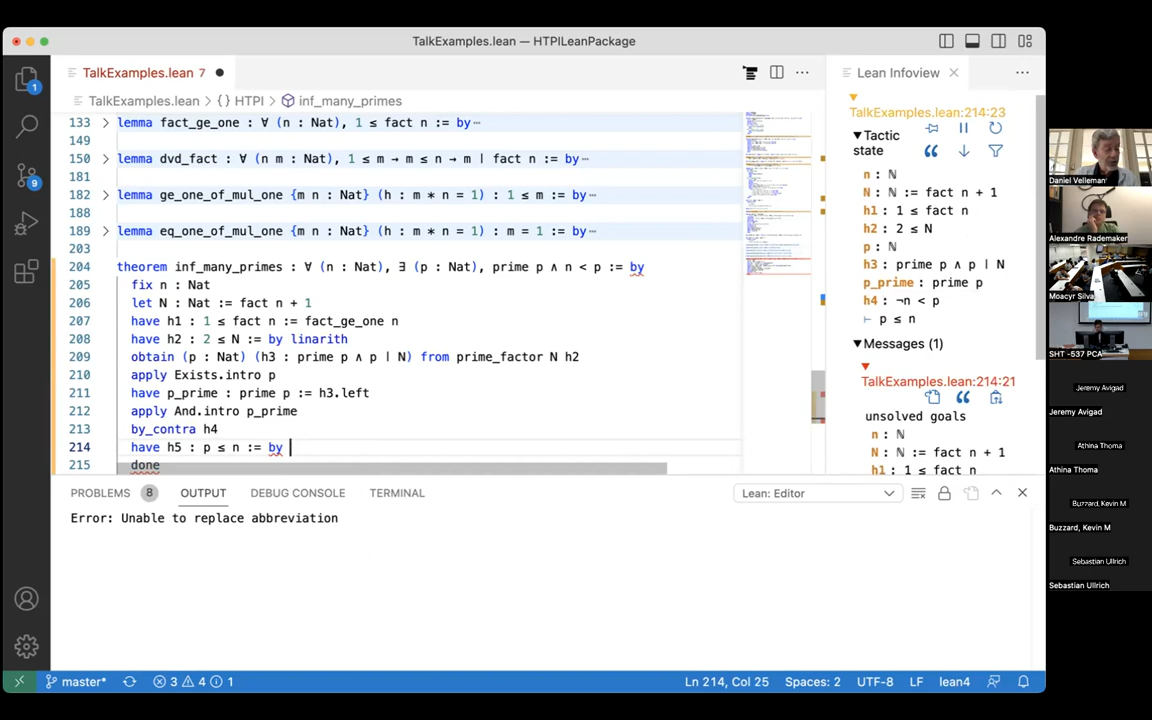 TalkExamples.lean — HTPILeanPackage
TalkExamples.lean 7
TalkExamples.lean > {} HTPI > inf_many_primes
133 lemma fact_ge_one : ∀ (n : Nat), 1 ≤ fact n := by⋯
149
150 lemma dvd_fact : ∀ (n m : Nat), 1 ≤ m → m ≤ n → m ∣ fact n := by⋯
181
182 lemma ge_one_of_mul_one {m n : Nat} (h : m * n = 1) : 1 ≤ m := by⋯
188
189 lemma eq_one_of_mul_one {m n : Nat} (h : m * n = 1) : m = 1 := by⋯
203
204 theorem inf_many_primes : ∀ (n : Nat), ∃ (p : Nat), prime p ∧ n < p := by
205 fix n : Nat
206 let N : Nat := fact n + 1
207 have h1 : 1 ≤ fact n := fact_ge_one n
208 have h2 : 2 ≤ N := by linarith
209 obtain (p : Nat) (h3 : prime p ∧ p ∣ N) from prime_factor N h2
210 apply Exists.intro p
211 have p_prime : prime p := h3.left
212 apply And.intro p_prime
213 by_contra h4
214 have h5 : p ≤ n := by
215 done
PROBLEMS 8 OUTPUT DEBUG CONSOLE TERMINAL
Lean: Editor
Error: Unable to replace abbreviation
Lean Infoview
TalkExamples.lean:214:23
Tactic
state
n : ℕ
N : ℕ := fact n + 1
h1 : 1 ≤ fact n
h2 : 2 ≤ N
p : ℕ
h3 : prime p ∧ p ∣ N
p_prime : prime p
h4 : ¬n < p
⊢ p ≤ n
Messages (1)
TalkExamples.lean:214:21
unsolved goals
n : ℕ
N : ℕ := fact n + 1
h1 : 1 ≤ fact n
1
9
master* 3 4 1
Ln 214, Col 25 Spaces: 2 UTF-8 LF lean4
Daniel Velleman
Alexandre Rademaker
Moacyr Silva
SHT -537 PCA
Jeremy Avigad
Jeremy Avigad
Athina Thoma
Athina Thoma
Buzzard, Kevin M
Buzzard, Kevin M
Sebastian Ullrich
Sebastian Ullrich